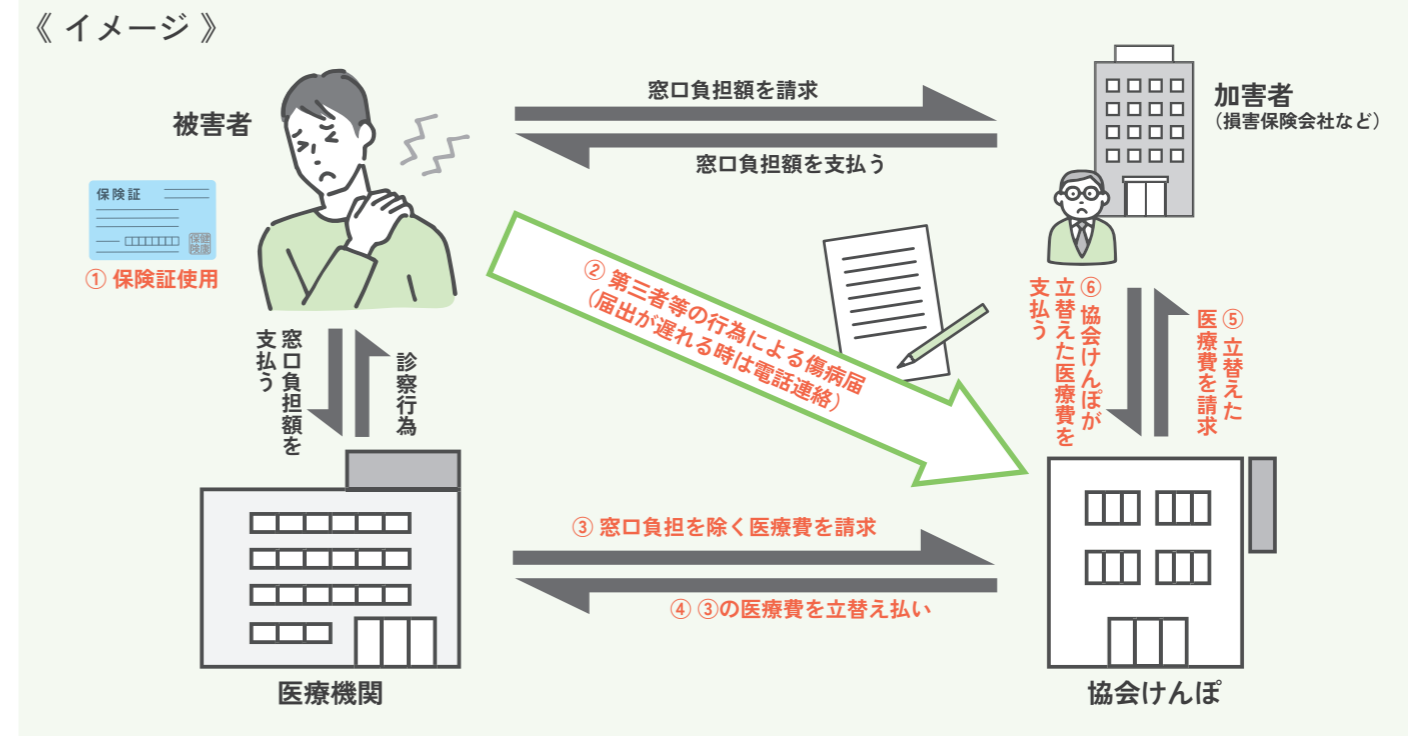 《 イメージ 》
被害者
保険証
健康
保険
① 保険証使用
窓口負担額を請求
窓口負担額を支払う
加害者
（損害保険会社など）
② 第三者等の行為による傷病届
（届出が遅れる時は電話連絡）
窓口負担額を
支払う
診察行為
⑥ 協会けんぽが
立替えた医療費を
支払う
⑤ 立替えた
医療費を請求
③ 窓口負担を除く医療費を請求
④ ③の医療費を立替え払い
医療機関
協会けんぽ